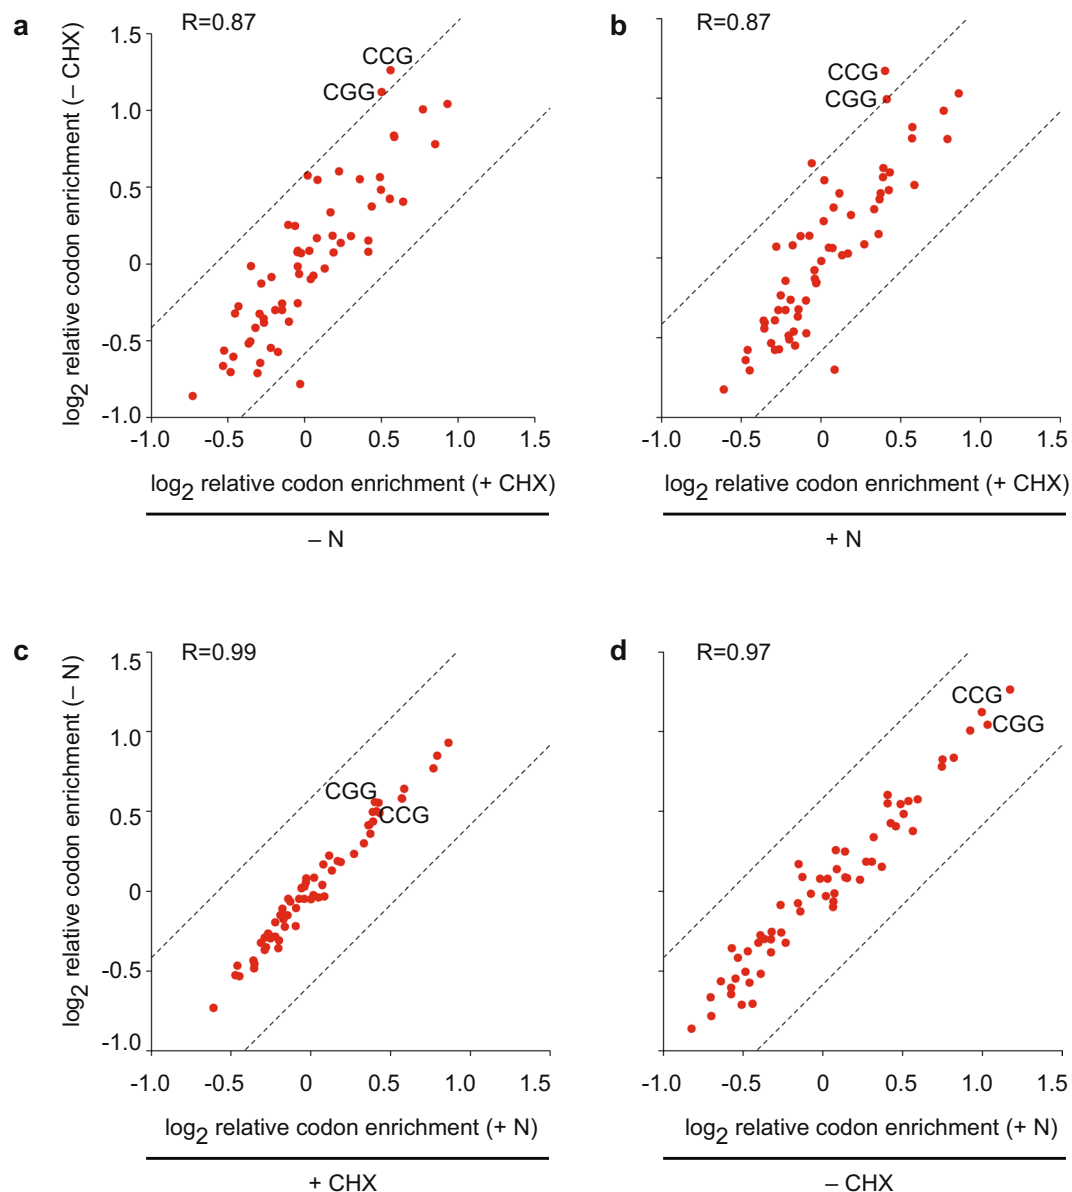 a
R=0.87
log2 relative codon enrichment (– CHX)
1.5
1.0
0.5
0
-0.5
-1.0
CCG
CGG
-1.0 -0.5 0 0.5 1.0 1.5
log2 relative codon enrichment (+ CHX)
– N
b
R=0.87
CCG
CGG
-1.0 -0.5 0 0.5 1.0 1.5
log2 relative codon enrichment (+ CHX)
+ N
c
R=0.99
log2 relative codon enrichment (– N)
1.5
1.0
0.5
0
-0.5
-1.0
CGG
CCG
-1.0 -0.5 0 0.5 1.0 1.5
log2 relative codon enrichment (+ N)
+ CHX
d
R=0.97
CCG
CGG
-1.0 -0.5 0 0.5 1.0 1.5
log2 relative codon enrichment (+ N)
– CHX